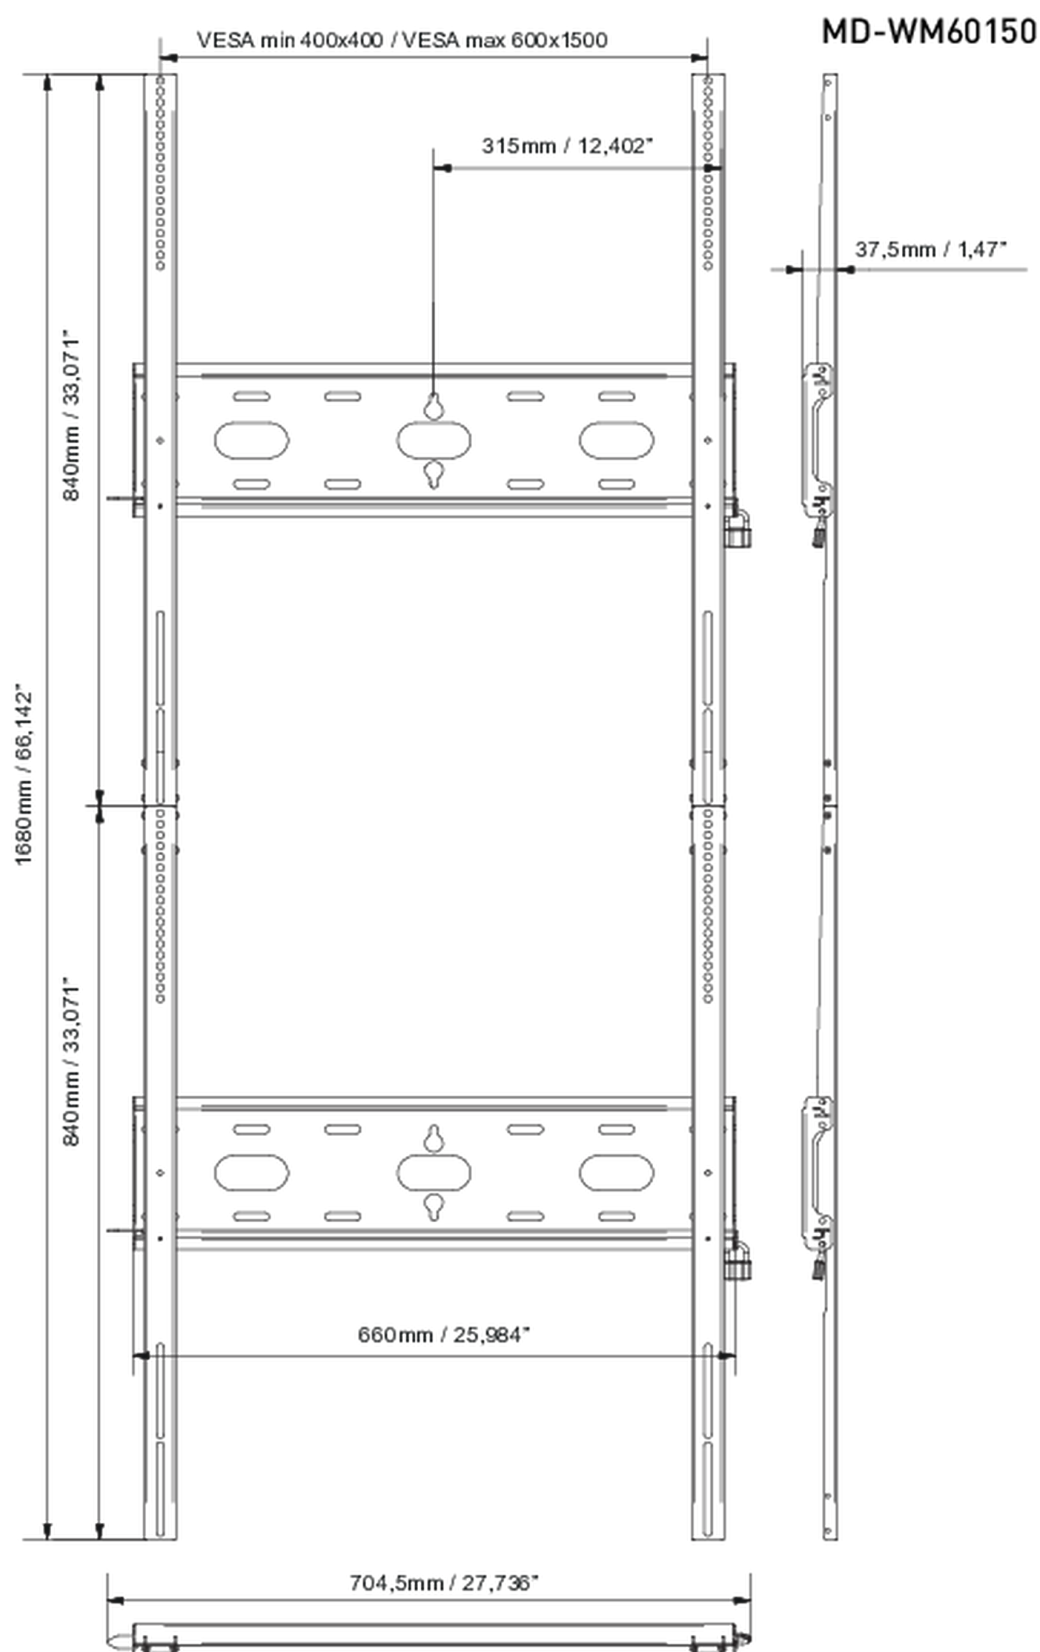 MD-WM60150
VESA min 400x400 / VESA max 600x1500
315mm / 12,402"
37,5mm / 1,47"
840mm / 33,071"
1680mm / 66,142"
840mm / 33,071"
660mm / 25,984"
704,5mm / 27,736"